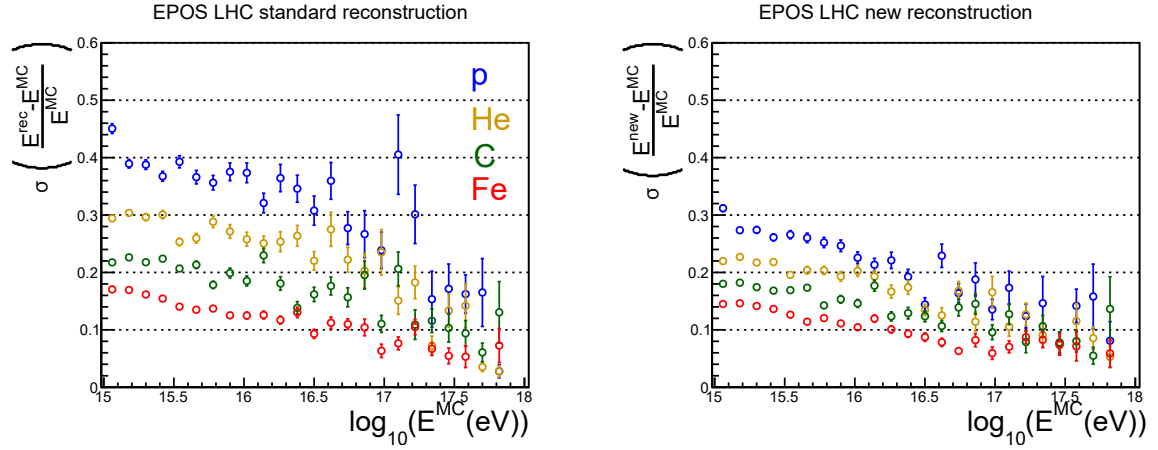 EPOS LHC standard reconstruction
σ ( E^rec - E^MC / E^MC )
0.6
0.5
0.4
0.3
0.2
0.1
0
p
He
C
Fe
15 15.5 16 16.5 17 17.5 18
log_10(E^MC(eV))
EPOS LHC new reconstruction
σ ( E^new - E^MC / E^MC )
0.6
0.5
0.4
0.3
0.2
0.1
0
15 15.5 16 16.5 17 17.5 18
log_10(E^MC(eV))